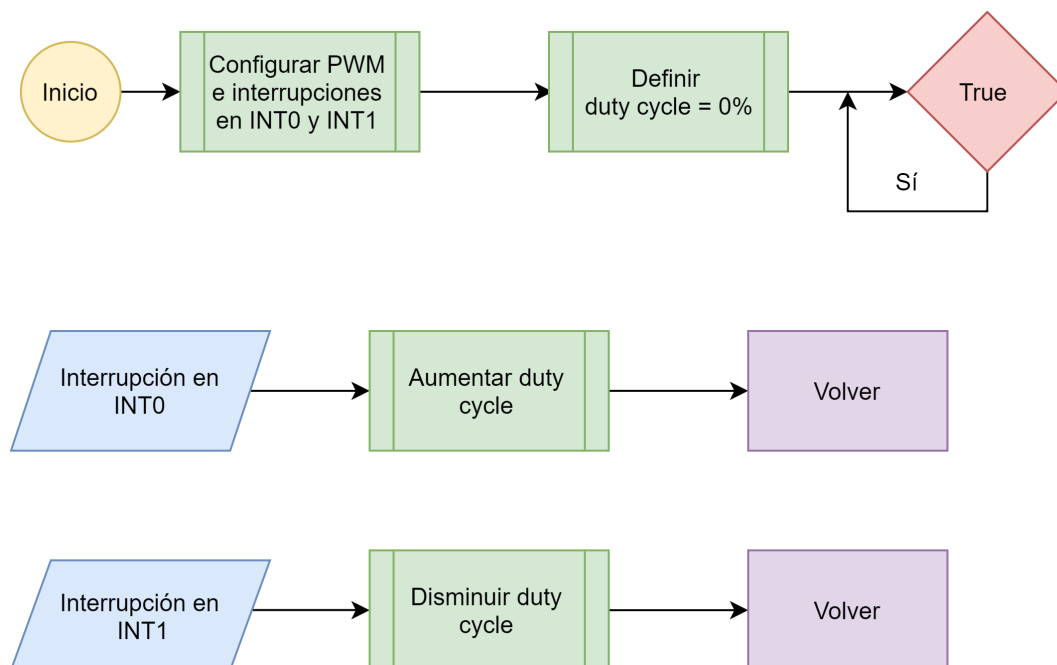 Inicio
Configurar PWM
e interrupciones
en INT0 y INT1
Definir
duty cycle = 0%
True
Sí
Interrupción en
INT0
Aumentar duty
cycle
Volver
Interrupción en
INT1
Disminuir duty
cycle
Volver